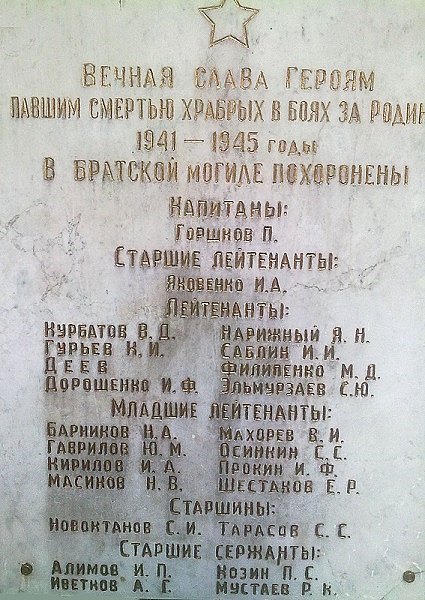 Вечная слава героям
павшим смертью храбрых в боях за Родин
1941 — 1945 годы
В братской могиле похоронены
Капитаны:
Горшков П.
Старшие лейтенанты:
Яковенко И.А.
Лейтенанты:
Курбатов В.Д. Нарижный Я.Н.
Гурьев К.И. Саблин И.И.
Деев Филипенко М.Д.
Дорошенко И.Ф. Эльмурзаев С.Ю.
Младшие лейтенанты:
Барников Н.А. Махорев В.И.
Гаврилов Ю.М. Осинкин С.С.
Кирилов И.А. Прокин И.Ф.
Масиков Н.В. Шестаков Е.Р.
Старшины:
Новоктанов С.И. Тарасов С.С.
Старшие сержанты:
Алимов И.П. Козин П.С.
Иветков А.Г. Мустаев Р.К.